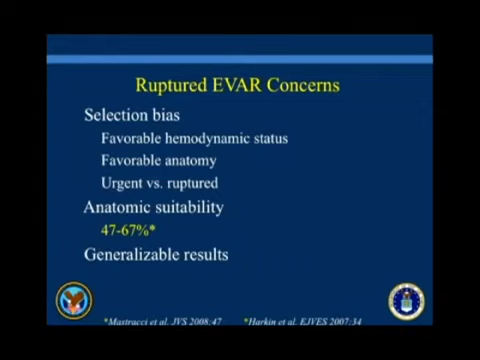 Ruptured EVAR Concerns
Selection bias
Favorable hemodynamic status
Favorable anatomy
Urgent vs. ruptured
Anatomic suitability
47-67%*
Generalizable results
*Mastracci et al. JVS 2008:47 *Harkin et al. EJVES 2007:34